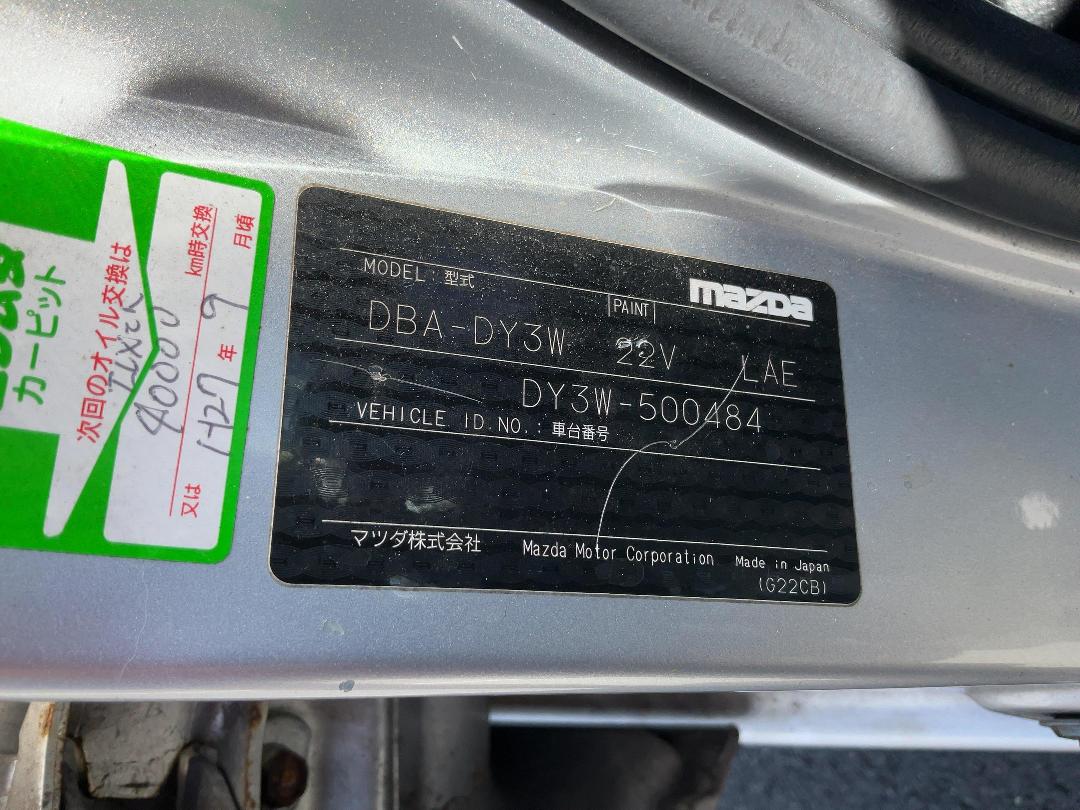 カーピット
次回のオイル交換は
40000
km時交換
又は H27年 9月頃
mazda
MODEL: 型式
PAINT
DBA-DY3W 22V LAE
DY3W-500484
VEHICLE ID.NO.: 車台番号
マツダ株式会社 Mazda Motor Corporation Made in Japan
(G22CB)